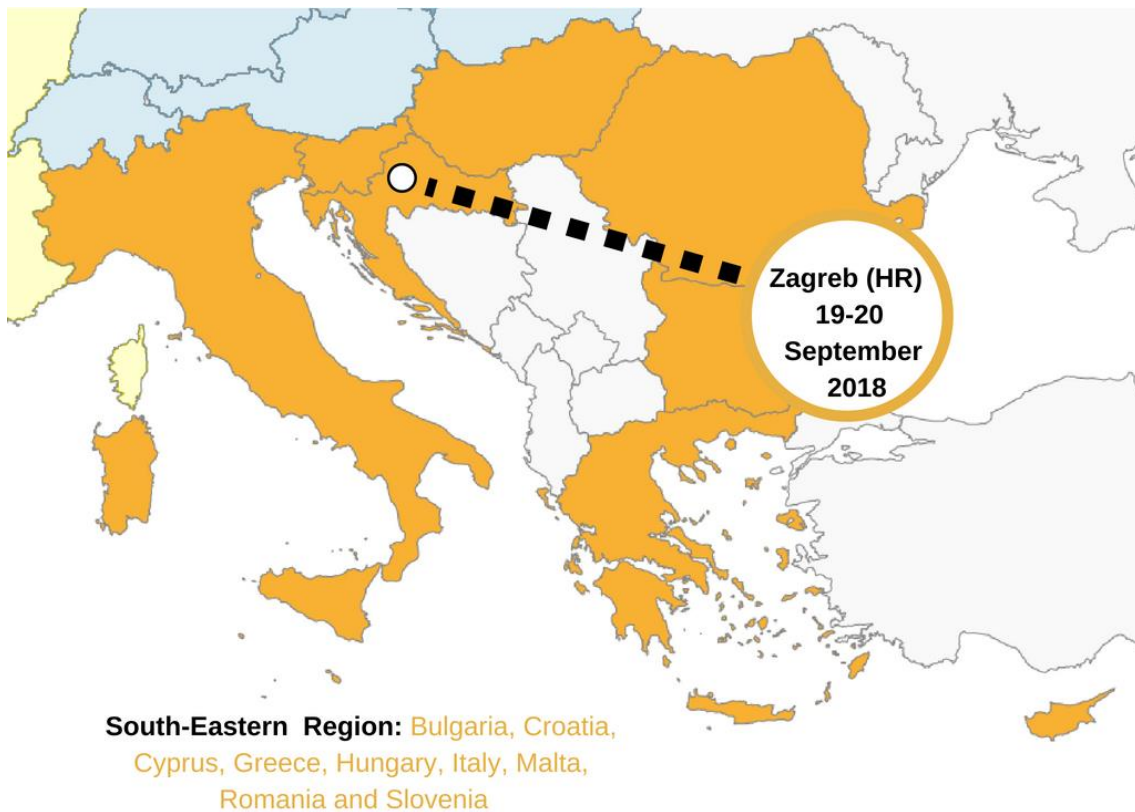 Zagreb (HR)
19-20
September
2018
South-Eastern Region: Bulgaria, Croatia,
Cyprus, Greece, Hungary, Italy, Malta,
Romania and Slovenia